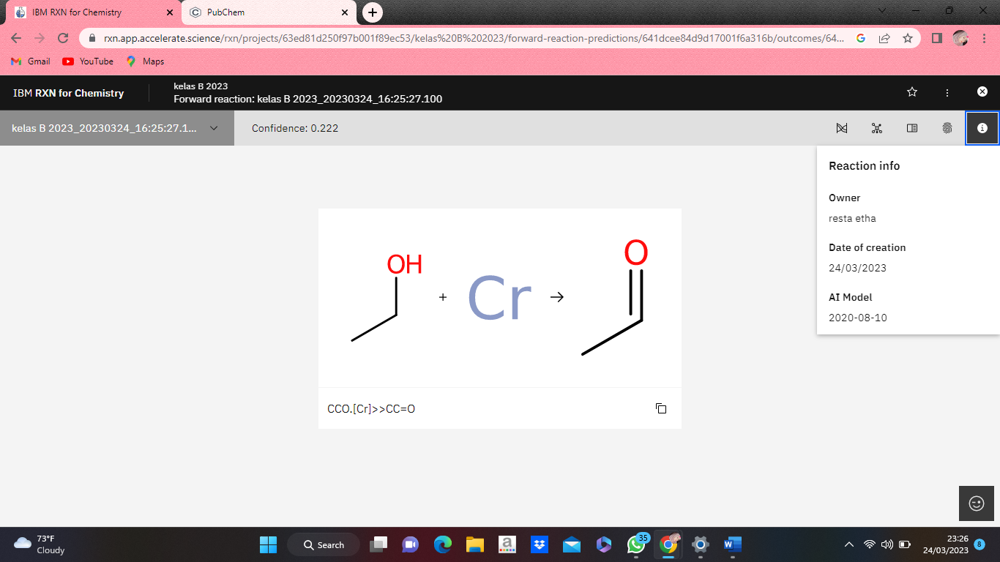 IBM RXN for Chemistry
PubChem
rxn.app.accelerate.science/rxn/projects/63ed81d250f97b001f89ec53/kelas%20B%202023/forward-reaction-predictions/641dcee84d9d17001f6a316b/outcomes/64...
Gmail
YouTube
Maps
IBM RXN for Chemistry
kelas B 2023
Forward reaction: kelas B 2023_20230324_16:25:27.100
kelas B 2023_20230324_16:25:27.1...
Confidence: 0.222
Reaction info
Owner
resta etha
Date of creation
24/03/2023
AI Model
2020-08-10
OH
+
Cr
→
O
CCO.[Cr]>>CC=O
73°F
Cloudy
Search
a
35
W
23:26
24/03/2023
8